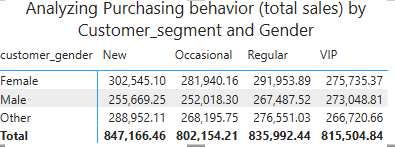 Analyzing Purchasing behavior (total sales) by
Customer_segment and Gender
customer_gender New Occasional Regular VIP
Female 302,545.10 281,940.16 291,953.89 275,735.37
Male 255,669.25 252,018.30 267,487.52 273,048.81
Other 288,952.11 268,195.75 276,551.03 266,720.66
Total 847,166.46 802,154.21 835,992.44 815,504.84